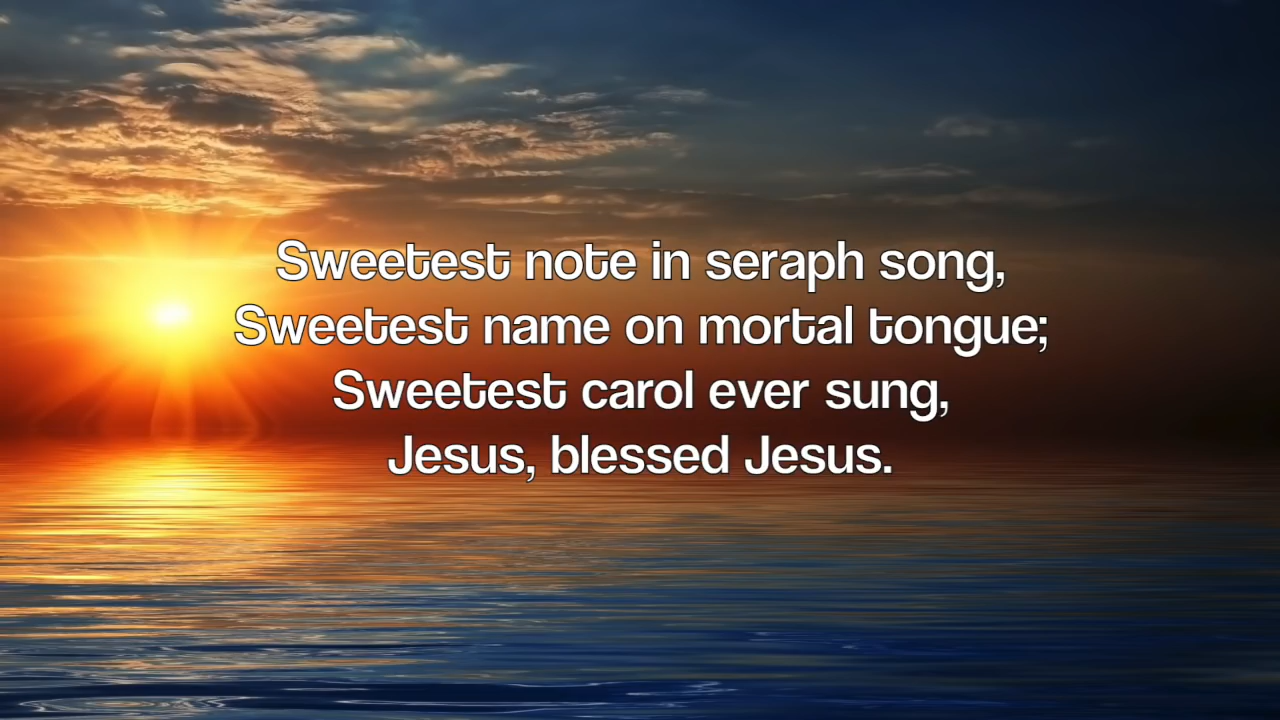 Sweetest note in seraph song,
Sweetest name on mortal tongue;
Sweetest carol ever sung,
Jesus, blessed Jesus.